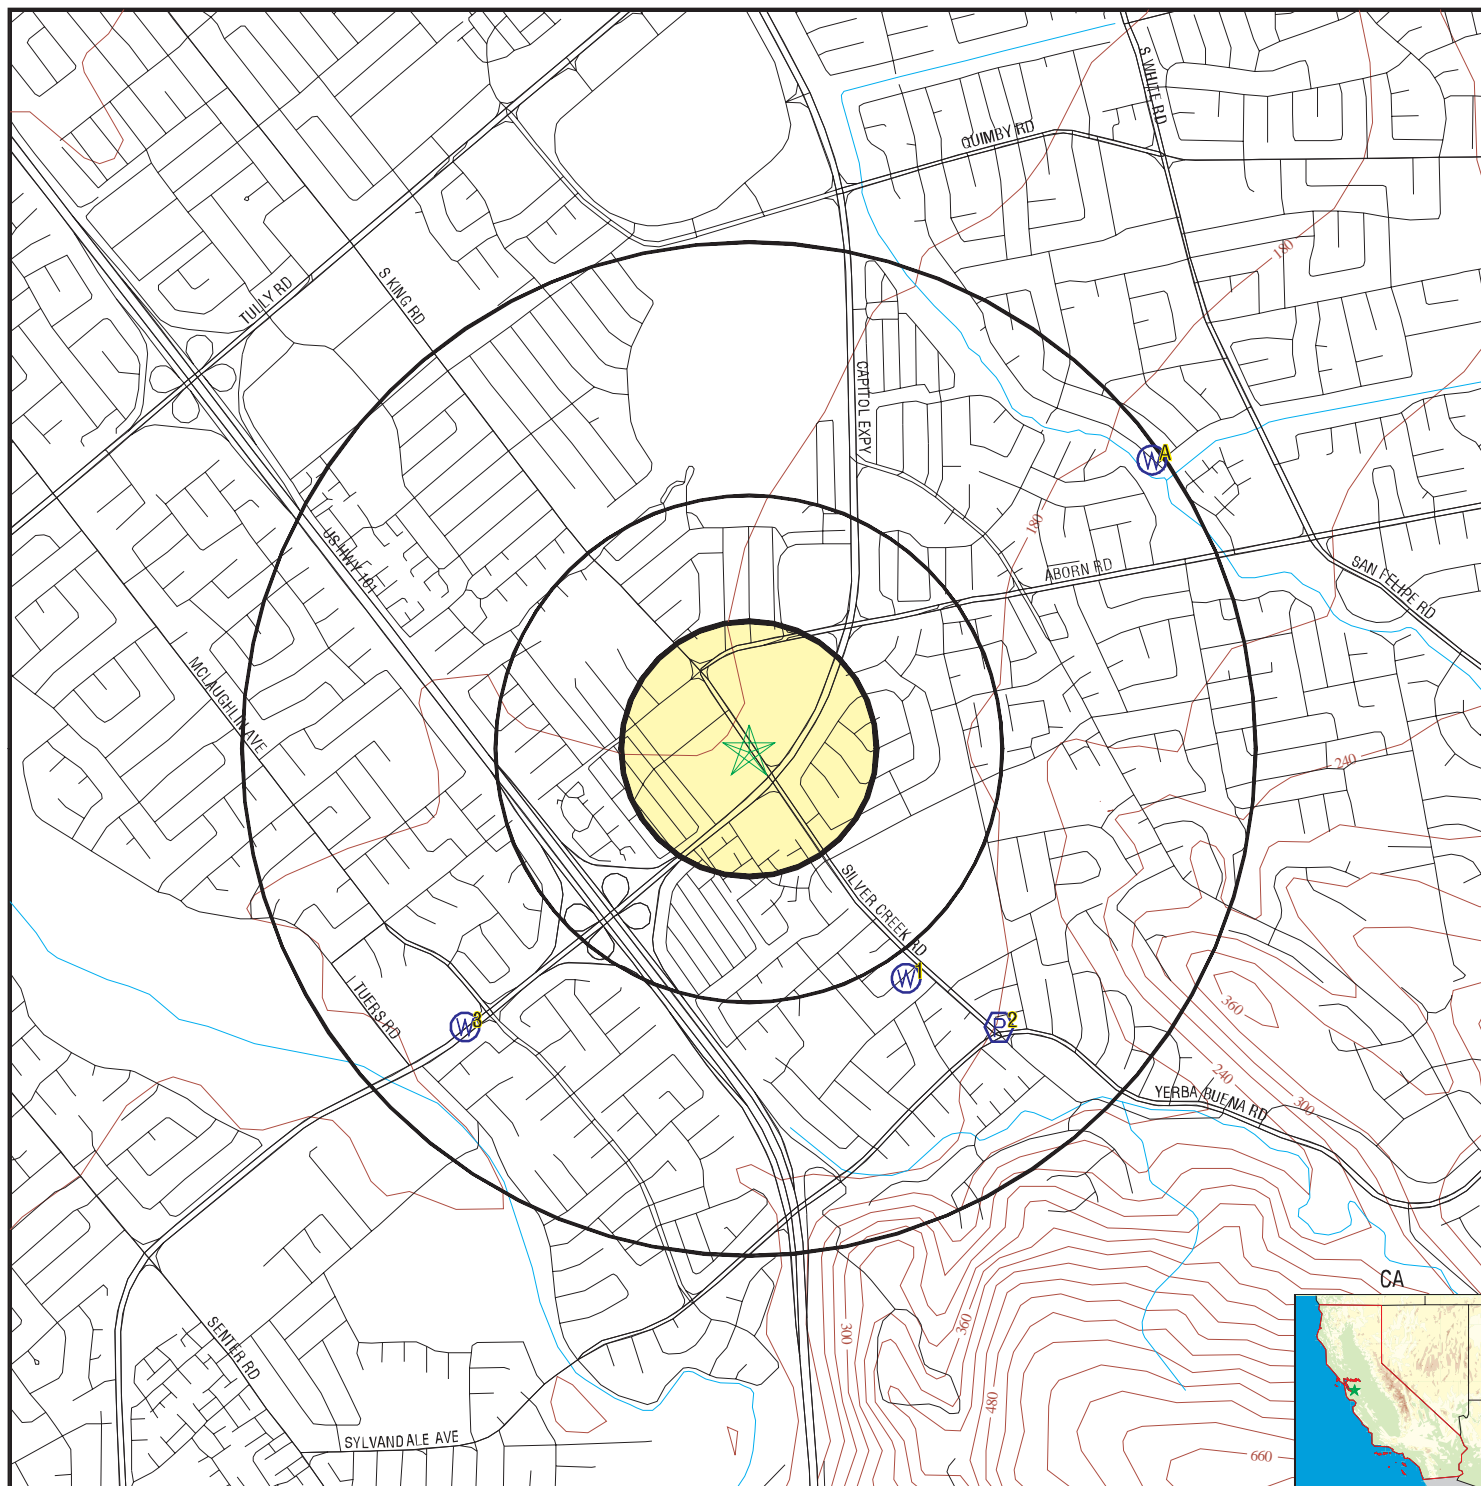 S WHITE RD
QUIMBY RD
180
S KING RD
TULLY RD
CAPITOL EXPY
W A
180
US HWY 101
ABORN RD
SAN FELIPE RD
MCLAUGHLIN AVE
240
SILVER CREEK RD
W 1
360
TUERS RD
W 3
P 2
240
YERBA BUENA RD
300
CA
300
360
SENTER RD
480
SYLVANDALE AVE
660